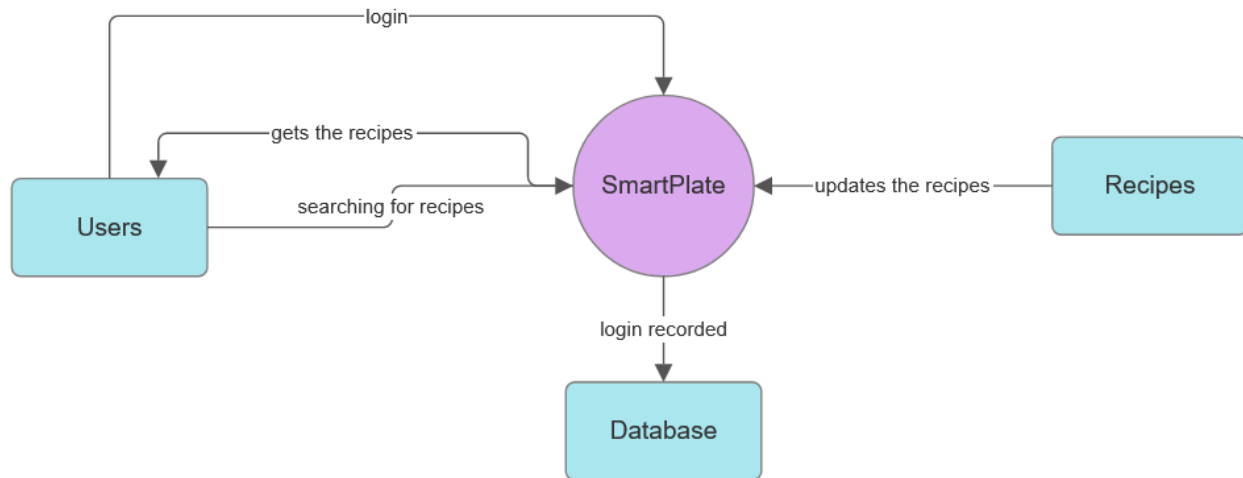 login
gets the recipes
SmartPlate
updates the recipes
Recipes
searching for recipes
Users
login recorded
Database